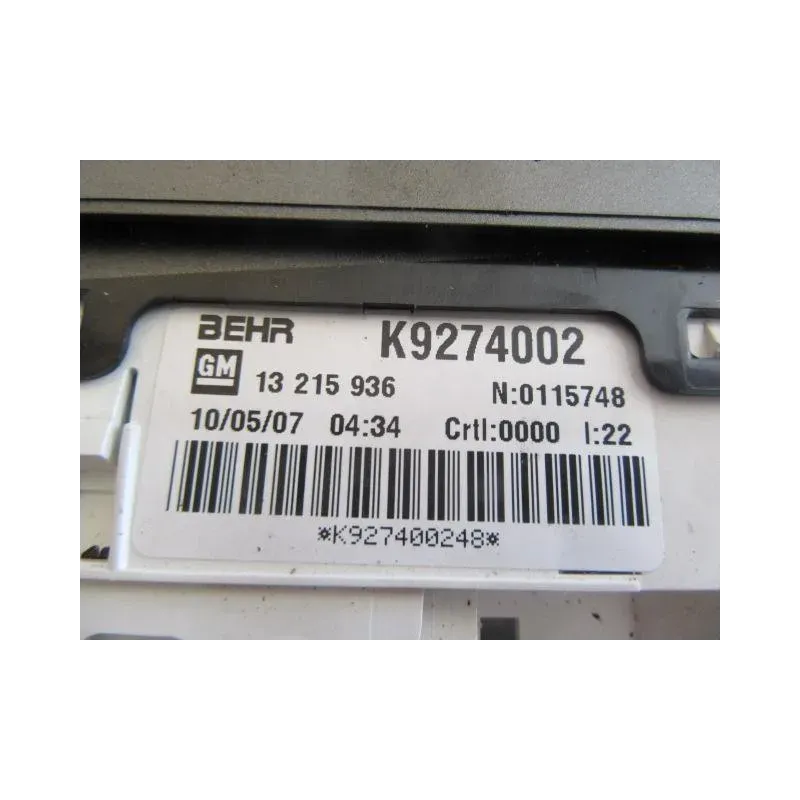 BEHR K9274002
GM 13 215 936 N:0115748
10/05/07 04:34 Crtl:0000 I:22
*K927400248*